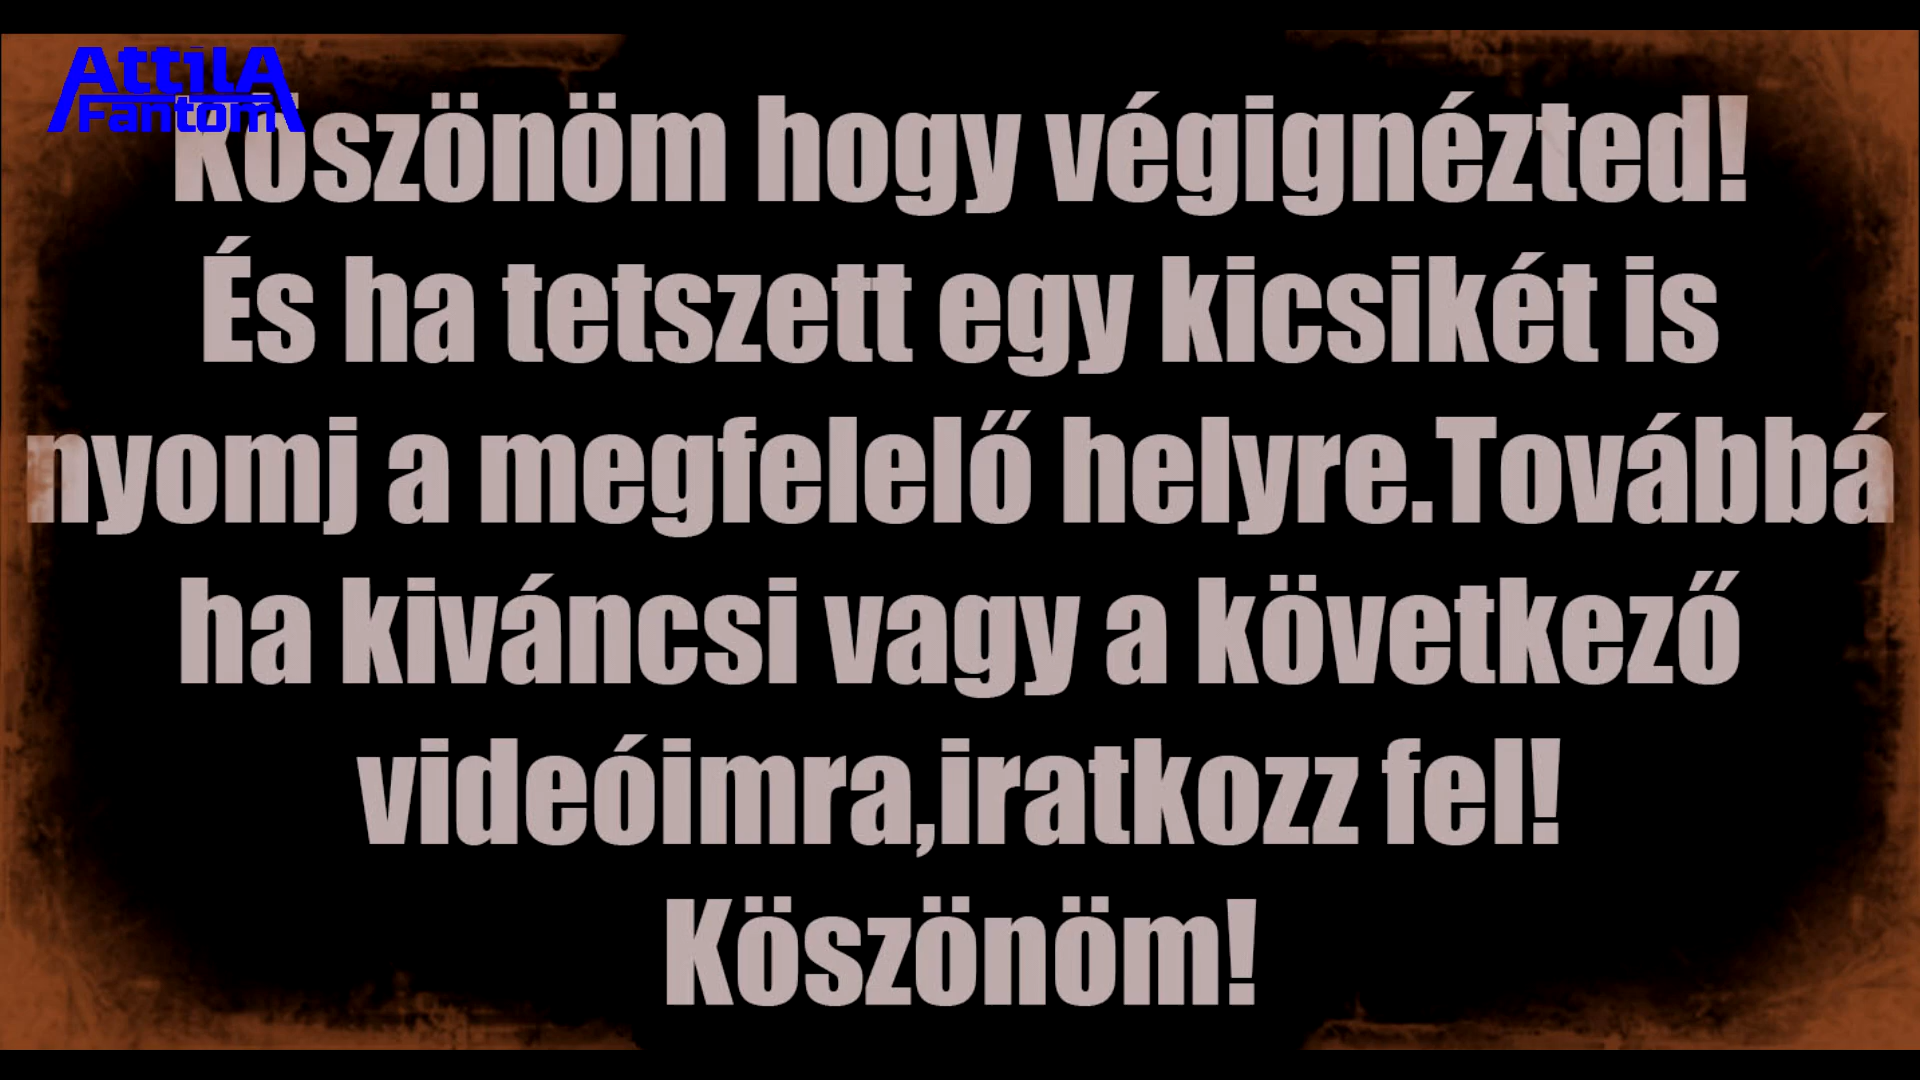 AttilA
Fantom
Köszönöm hogy végignézted!
És ha tetszett egy kicsikét is
nyomj a megfelelő helyre.Továbbá
ha kiváncsi vagy a következő
videóimra,iratkozz fel!
Köszönöm!